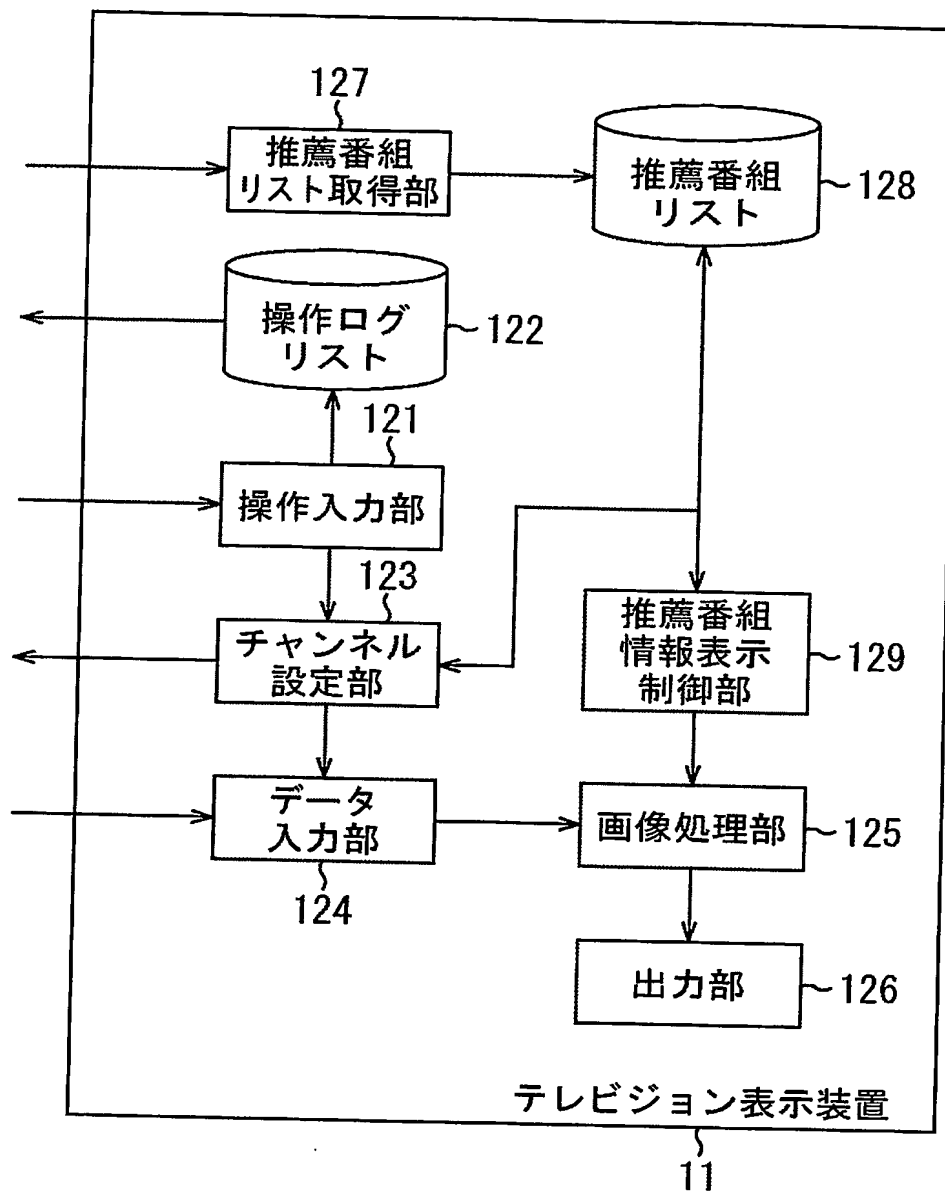 127
推薦番組
リスト取得部
推薦番組
リスト
128
操作ログ
リスト
122
121
操作入力部
123
チャンネル
設定部
推薦番組
情報表示
制御部
129
データ
入力部
124
画像処理部
125
出力部
126
テレビジョン表示装置
11